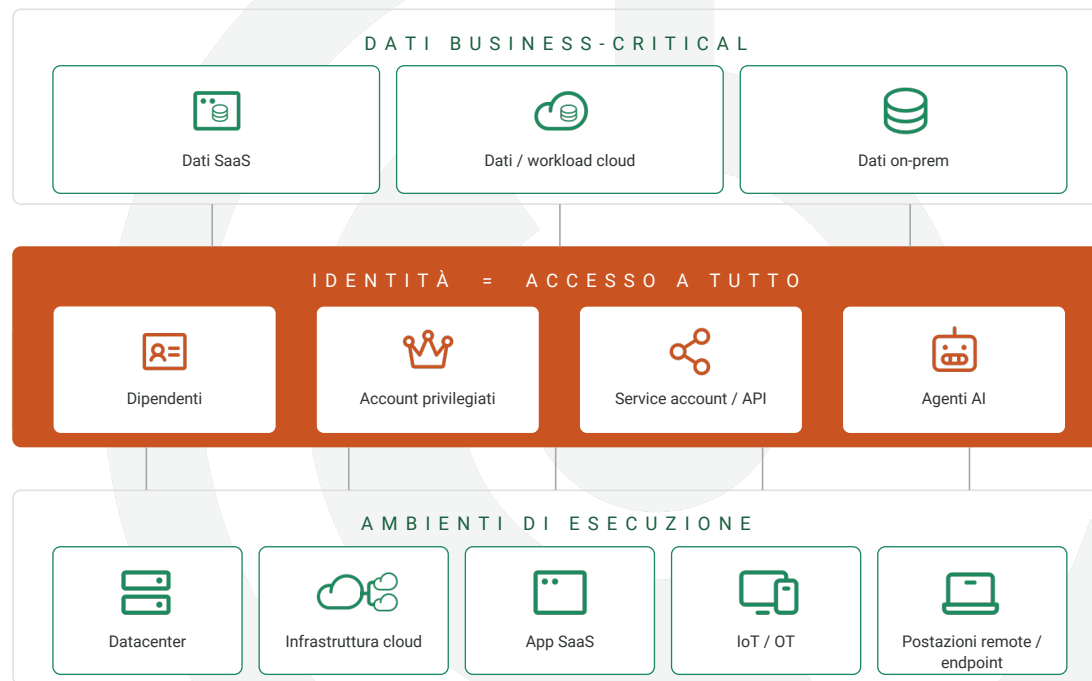 DATI BUSINESS-CRITICAL
Dati SaaS
Dati / workload cloud
Dati on-prem
IDENTITÀ = ACCESSO A TUTTO
Dipendenti
Account privilegiati
Service account / API
Agenti AI
AMBIENTI DI ESECUZIONE
Datacenter
Infrastruttura cloud
App SaaS
IoT / OT
Postazioni remote /
endpoint